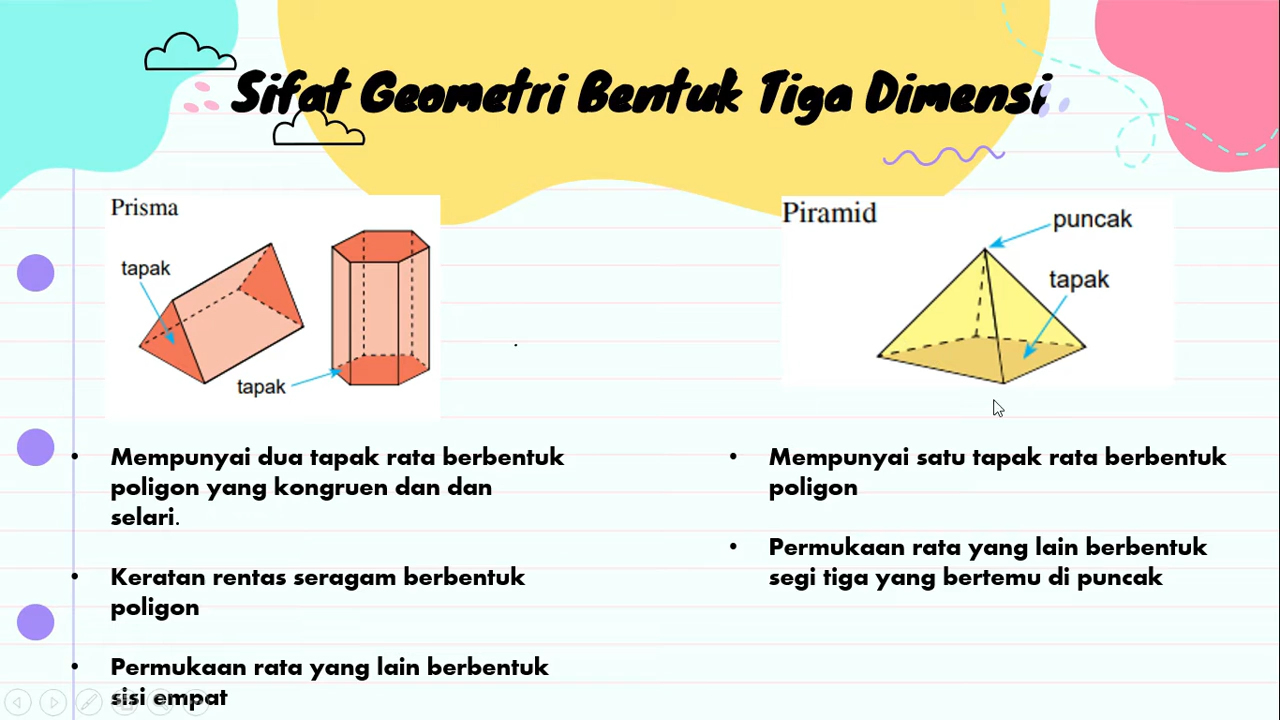 Sifat Geometri Bentuk Tiga Dimensi
Prisma
tapak
tapak
• Mempunyai dua tapak rata berbentuk
poligon yang kongruen dan dan
selari.
• Keratan rentas seragam berbentuk
poligon
• Permukaan rata yang lain berbentuk
sisi empat
Piramid
puncak
tapak
• Mempunyai satu tapak rata berbentuk
poligon
• Permukaan rata yang lain berbentuk
segi tiga yang bertemu di puncak